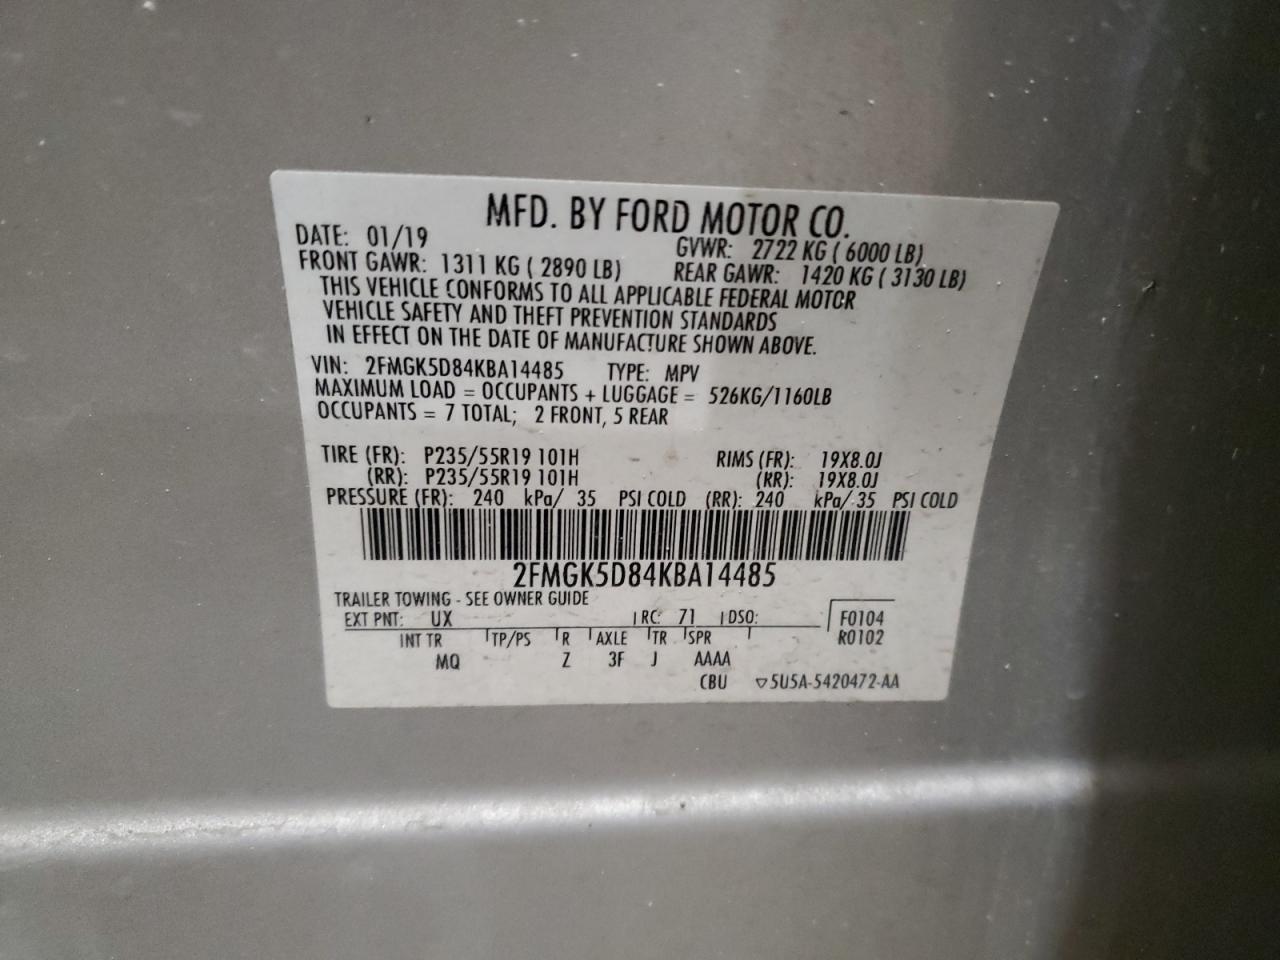 MFD. BY FORD MOTOR CO.
DATE: 01/19 GVWR: 2722 KG ( 6000 LB)
FRONT GAWR: 1311 KG ( 2890 LB) REAR GAWR: 1420 KG ( 3130 LB)
THIS VEHICLE CONFORMS TO ALL APPLICABLE FEDERAL MOTOR
VEHICLE SAFETY AND THEFT PREVENTION STANDARDS
IN EFFECT ON THE DATE OF MANUFACTURE SHOWN ABOVE.
VIN: 2FMGK5D84KBA14485 TYPE: MPV
MAXIMUM LOAD = OCCUPANTS + LUGGAGE = 526KG/1160LB
OCCUPANTS = 7 TOTAL; 2 FRONT, 5 REAR
TIRE (FR): P235/55R19 101H RIMS (FR): 19X8.0J
(RR): P235/55R19 101H (RR): 19X8.0J
PRESSURE (FR): 240 kPa/ 35 PSI COLD (RR): 240 kPa/ 35 PSI COLD
2FMGK5D84KBA14485
TRAILER TOWING - SEE OWNER GUIDE
EXT PNT: UX RC: 71 DSO: F0104
INT TR TP/PS R AXLE TR SPR R0102
MQ Z 3F J AAAA
CBU ▽5U5A-5420472-AA